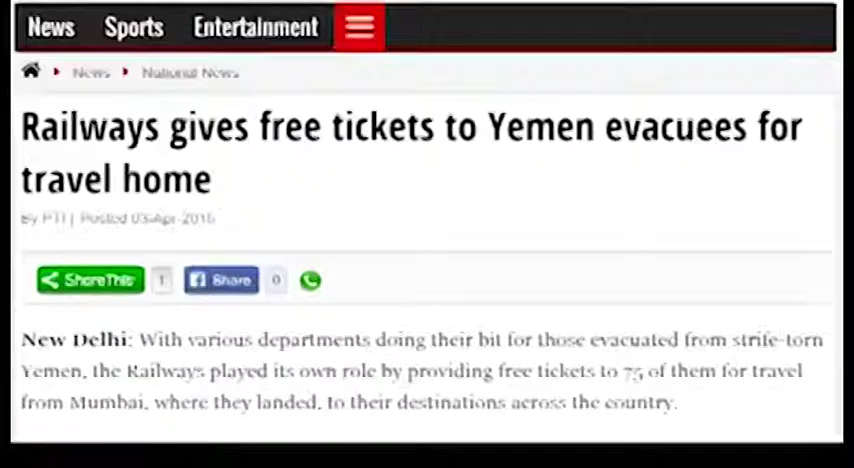 News Sports Entertainment
News National News
Railways gives free tickets to Yemen evacuees for
travel home
By PTI | Posted 03-Apr-2015
ShareThis 1 Share 0
New Delhi: With various departments doing their bit for those evacuated from strife-torn
Yemen, the Railways played its own role by providing free tickets to 75 of them for travel
from Mumbai, where they landed, to their destinations across the country.